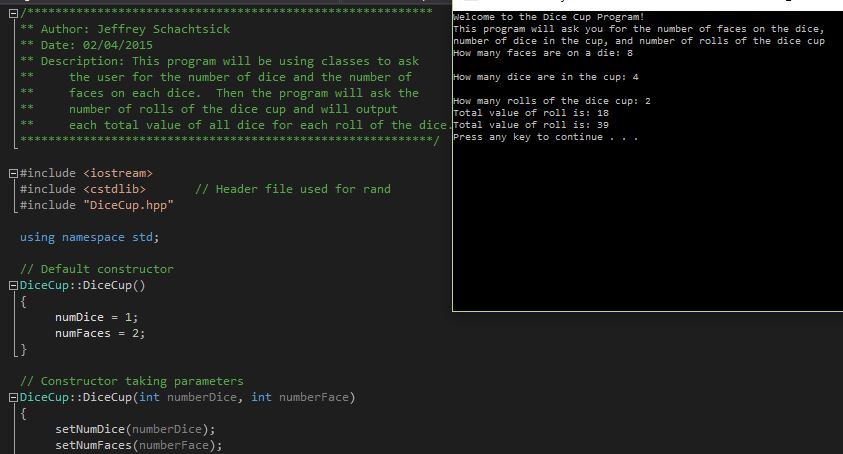 /**********************************************************
** Author: Jeffrey Schachtsick
** Date: 02/04/2015
** Description: This program will be using classes to ask
** the user for the number of dice and the number of
** faces on each dice. Then the program will ask the
** number of rolls of the dice cup and will output
** each total value of all dice for each roll of the dice.
***********************************************************/
#include <iostream>
#include <cstdlib> // Header file used for rand
#include "DiceCup.hpp"
using namespace std;
// Default constructor
DiceCup::DiceCup()
{
numDice = 1;
numFaces = 2;
}
// Constructor taking parameters
DiceCup::DiceCup(int numberDice, int numberFace)
{
setNumDice(numberDice);
setNumFaces(numberFace);
Welcome to the Dice Cup Program!
This program will ask you for the number of faces on the dice,
number of dice in the cup, and number of rolls of the dice cup
How many faces are on a die: 8
How many dice are in the cup: 4
How many rolls of the dice cup: 2
Total value of roll is: 18
Total value of roll is: 39
Press any key to continue . . .